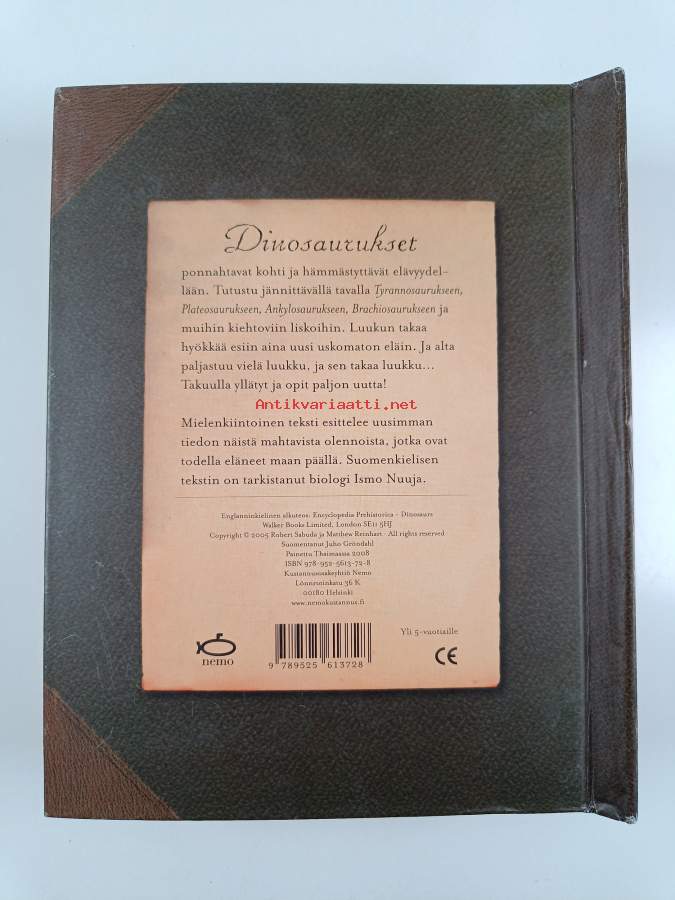 Dinosaurukset
ponnahtavat kohti ja hämmästyttävät elävyydel-
lään. Tutustu jännittävällä tavalla Tyrannosaurukseen,
Plateosaurukseen, Ankylosaurukseen, Brachiosaurukseen ja
muihin kiehtoviin liskoihin. Luukun takaa
hyökkää esiin aina uusi uskomaton eläin. Ja alta
paljastuu vielä luukku, ja sen takaa luukku...
Takuulla yllätyt ja opit paljon uutta!
Antikvariaatti.net
Mielenkiintoinen teksti esittelee uusimman
tiedon näistä mahtavista olennoista, jotka ovat
todella eläneet maan päällä. Suomenkielisen
tekstin on tarkistanut biologi Ismo Nuuja.
Englanninkielinen alkuteos: Encyclopedia Prehistorica – Dinosaurs
Walker Books Limited, London SE11 5HJ
Copyright © 2005 Robert Sabuda ja Matthew Reinhart All rights reserved
Suomentanut Juho Gröndahl
Painettu Thaimaassa 2008
ISBN 978-952-5613-72-8
Kustannusosakeyhtiö Nemo
Lönnrotinkatu 36 K
00180 Helsinki
www.nemokustannus.fi
nemo
9 789525 613728
Yli 5-vuotiaille
CE